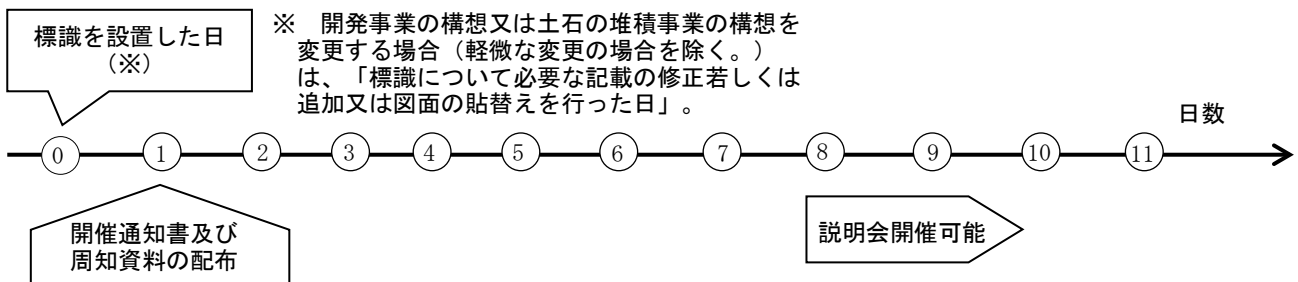 標識を設置した日
（※）
※　開発事業の構想又は土石の堆積事業の構想を
変更する場合（軽微な変更の場合を除く。）
は、「標識について必要な記載の修正若しくは
追加又は図面の貼替えを行った日」。
日数
0 1 2 3 4 5 6 7 8 9 10 11
開催通知書及び
周知資料の配布
説明会開催可能